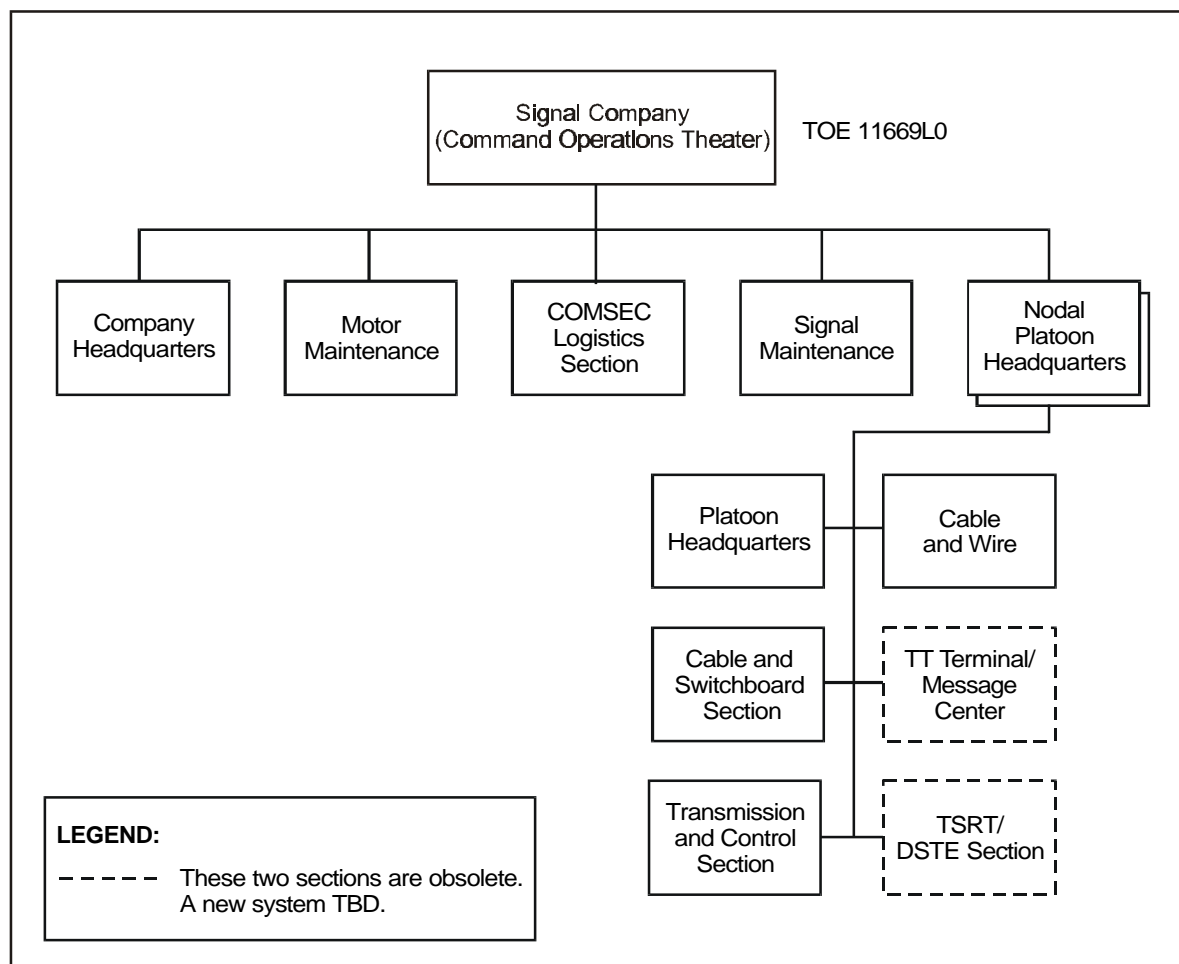 Signal Company
(Command Operations Theater)
TOE 11669L0
Company
Headquarters
Motor
Maintenance
COMSEC
Logistics
Section
Signal
Maintenance
Nodal
Platoon
Headquarters
Platoon
Headquarters
Cable
and Wire
Cable and
Switchboard
Section
TT Terminal/
Message
Center
Transmission
and Control
Section
TSRT/
DSTE Section
LEGEND:
These two sections are obsolete.
A new system TBD.